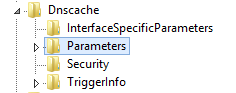 Dnscache
InterfaceSpecificParameters
Parameters
Security
TriggerInfo